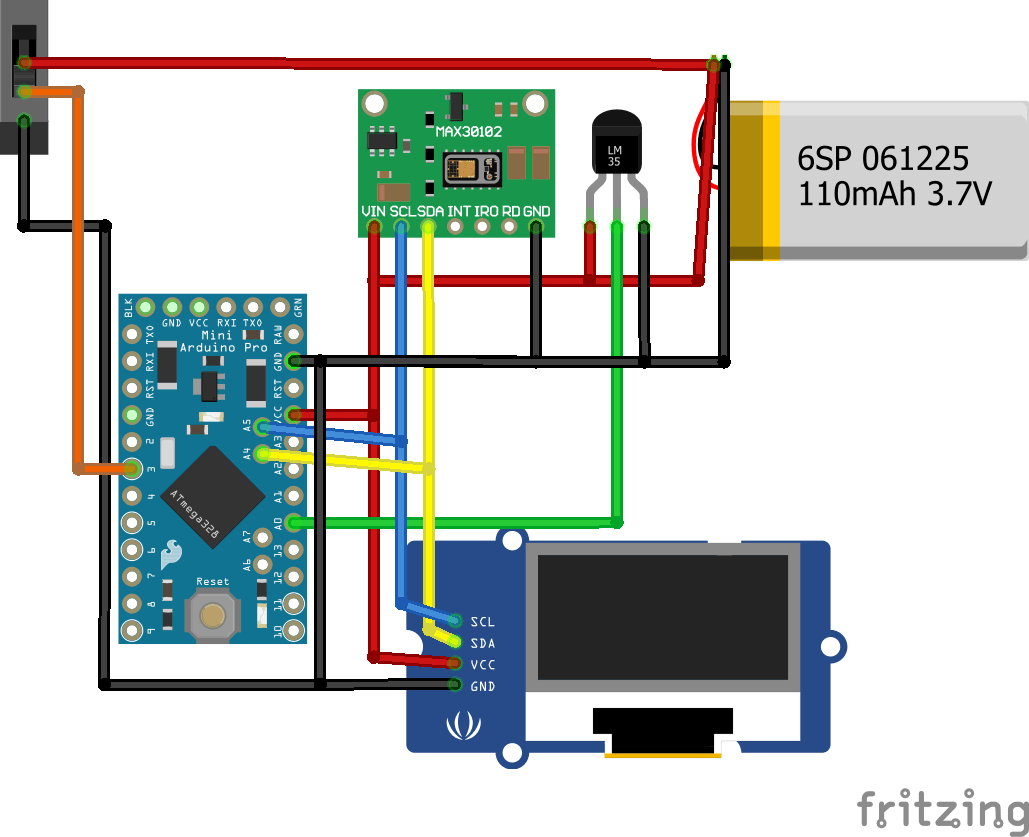 MAX30102
VIN SCL SDA INT IRO RD GND
LM
35
6SP 061225
110mAh 3.7V
BLK GND VCC RXI TXO GRN
Mini
Arduino Pro
TXO
RXI
RST
GND
2
3
4
5
6
7
8
9
RAW
GND
RST
VCC
A3
A2
A1
A0
13
12
11
10
A5
A4
A7
A6
ATmega328
Reset
SCL
SDA
VCC
GND
fritzing